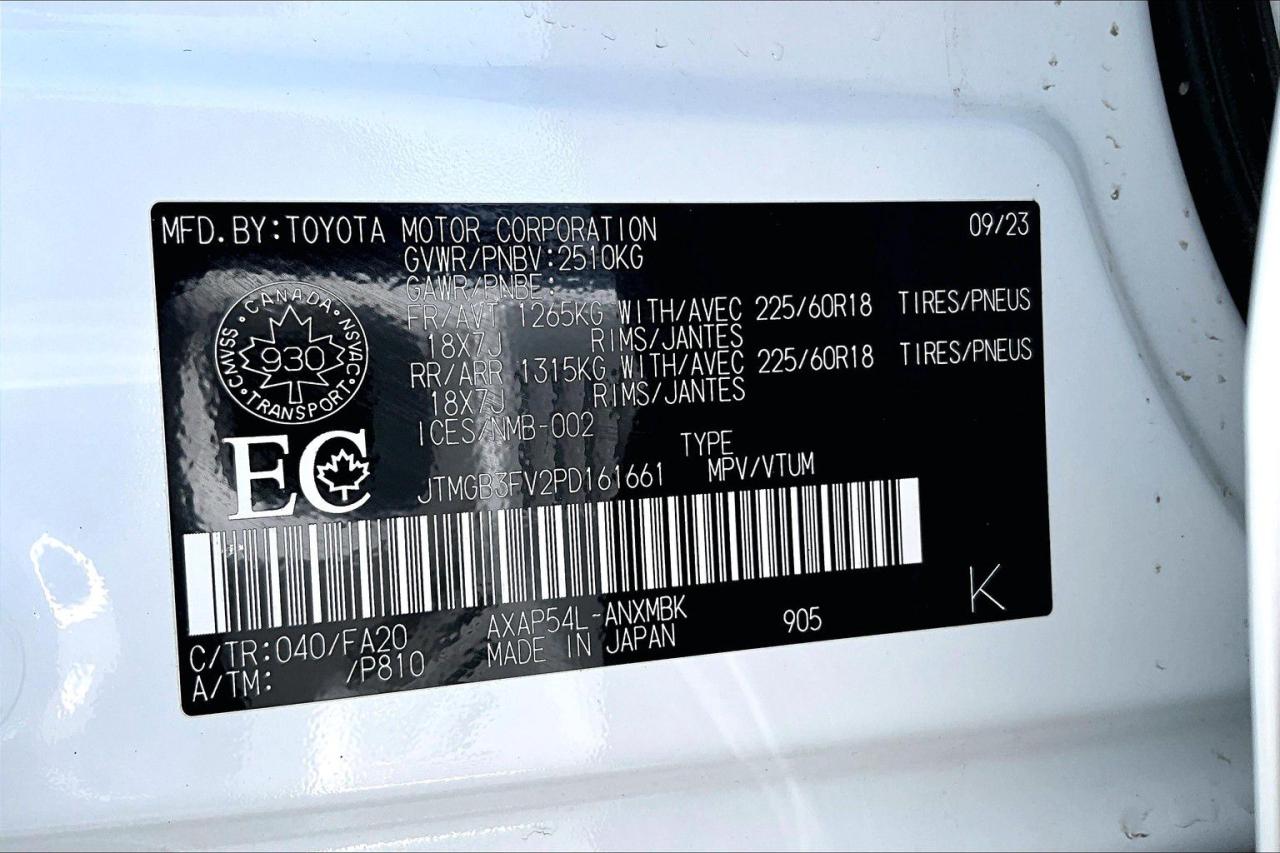 MFD. BY:TOYOTA MOTOR CORPORATION 09/23
GVWR/PNBV:2510KG
GAWR/PNBE:
FR/AVT 1265KG WITH/AVEC 225/60R18 TIRES/PNEUS
18X7J RIMS/JANTES
RR/ARR 1315KG WITH/AVEC 225/60R18 TIRES/PNEUS
18X7J RIMS/JANTES
ICES/NMB-002
CANADA · NSVAC · TRANSPORT · CMVSS
930
EC
TYPE
JTMGB3FV2PD161661 MPV/VTUM
C/TR:040/FA20 AXAP54L-ANXMBK 905 K
A/TM: /P810 MADE IN JAPAN